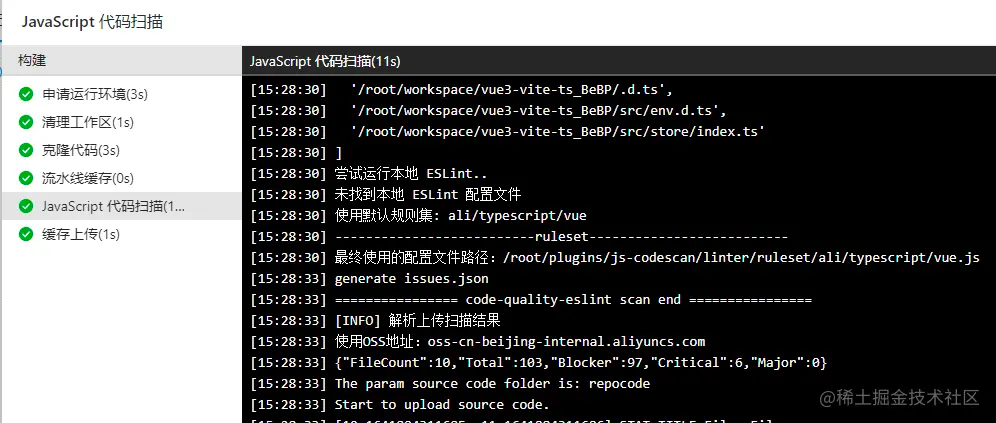 JavaScript 代码扫描
构建
申请运行环境(3s)
清理工作区(1s)
克隆代码(3s)
流水线缓存(0s)
JavaScript 代码扫描(1...
缓存上传(1s)
JavaScript 代码扫描(11s)
[15:28:30] '/root/workspace/vue3-vite-ts_BeBP/.d.ts',
[15:28:30] '/root/workspace/vue3-vite-ts_BeBP/src/env.d.ts',
[15:28:30] '/root/workspace/vue3-vite-ts_BeBP/src/store/index.ts'
[15:28:30] ]
[15:28:30] 尝试运行本地 ESLint..
[15:28:30] 未找到本地 ESLint 配置文件
[15:28:30] 使用默认规则集: ali/typescript/vue
[15:28:30] --------------------------ruleset--------------------------
[15:28:30] 最终使用的配置文件路径：/root/plugins/js-codescan/linter/ruleset/ali/typescript/vue.js
[15:28:33] generate issues.json
[15:28:33] ================ code-quality-eslint scan end ================
[15:28:33] [INFO] 解析上传扫描结果
[15:28:33] 使用OSS地址：oss-cn-beijing-internal.aliyuncs.com
[15:28:33] {"FileCount":10,"Total":103,"Blocker":97,"Critical":6,"Major":0}
[15:28:33] The param source code folder is: repocode
[15:28:33] Start to upload source code.
@稀土掘金技术社区